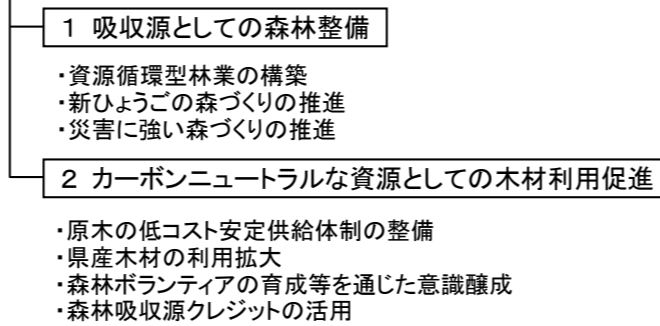 １ 吸収源としての森林整備
・資源循環型林業の構築
・新ひょうごの森づくりの推進
・災害に強い森づくりの推進
２ カーボンニュートラルな資源としての木材利用促進
・原木の低コスト安定供給体制の整備
・県産木材の利用拡大
・森林ボランティアの育成等を通じた意識醸成
・森林吸収源クレジットの活用